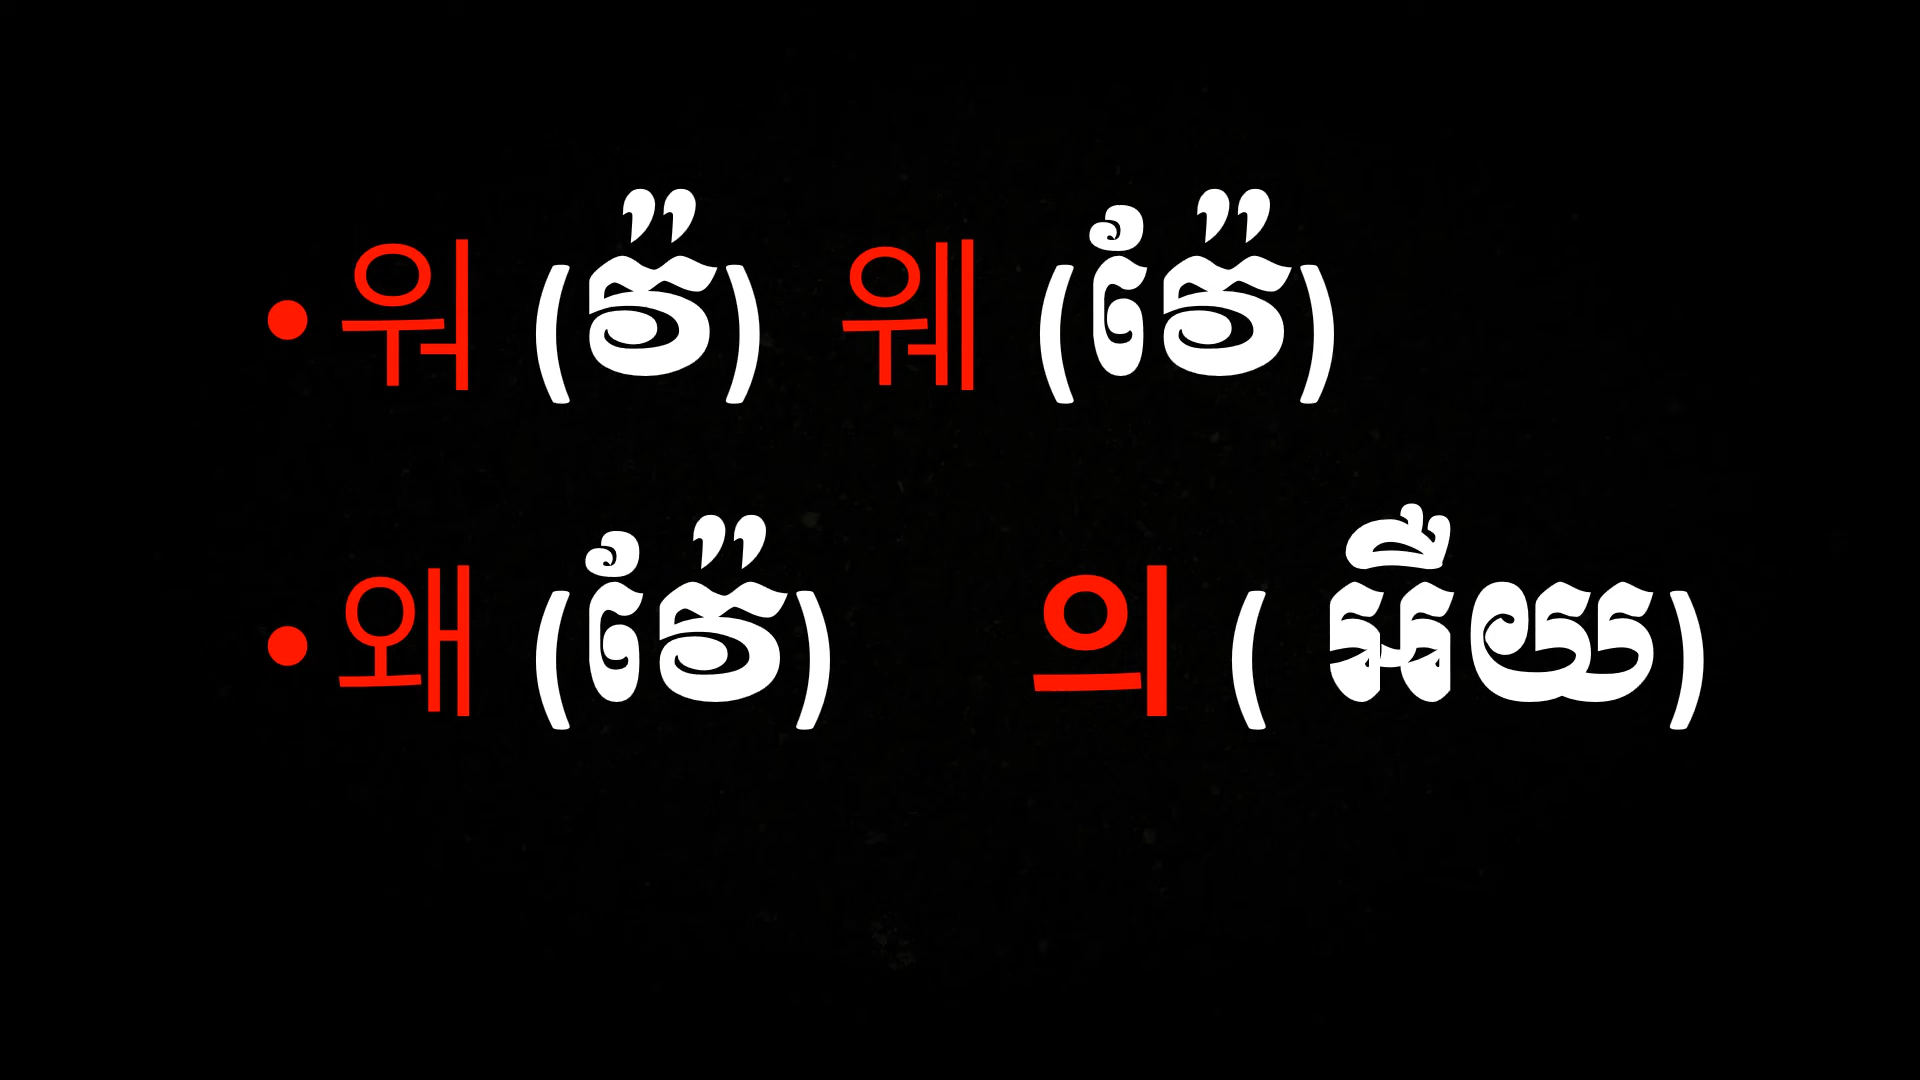 • 워 (វ៉) 웨 (វ៉ែ)
• 왜 (វ៉ែ) 의 ( អឺយ)